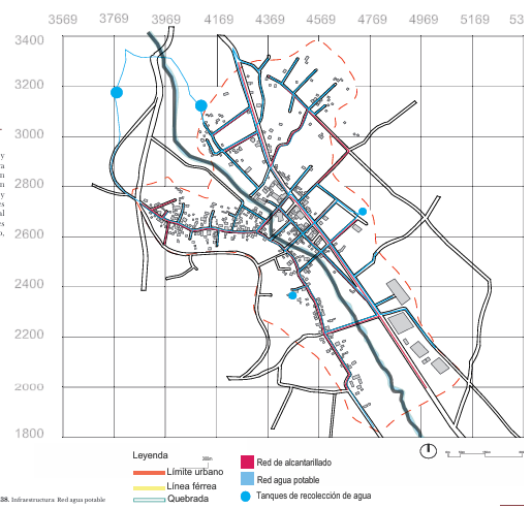 3569 3769 3969 4169 4369 4569 4769 4969 5169
3400
3200
3000
2800
2600
2400
2200
2000
1800
Leyenda
Límite urbano
Línea férrea
Quebrada
Red de alcantarillado
Red agua potable
Tanques de recolección de agua
38. Infraestructura Red agua potable